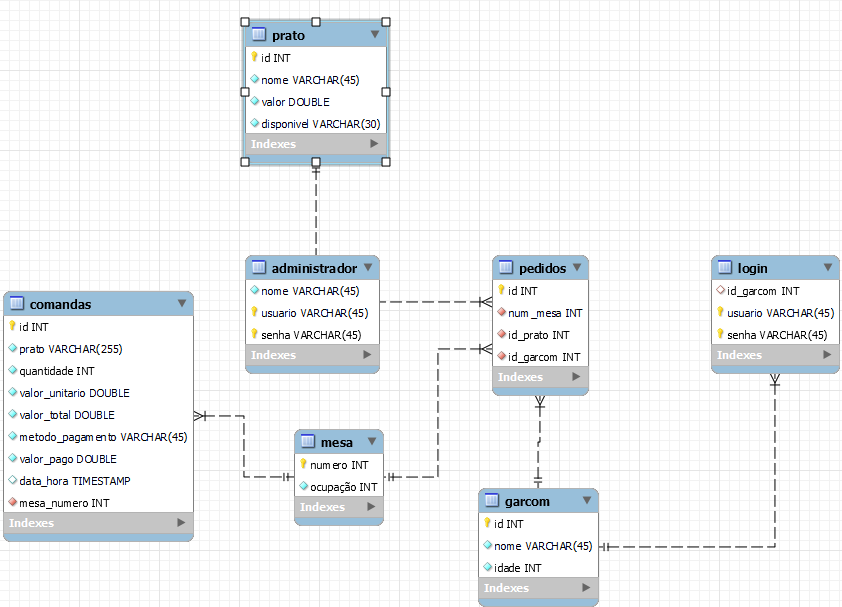 prato
id INT
nome VARCHAR(45)
valor DOUBLE
disponivel VARCHAR(30)
Indexes
administrador
nome VARCHAR(45)
usuario VARCHAR(45)
senha VARCHAR(45)
Indexes
pedidos
id INT
num_mesa INT
id_prato INT
id_garcom INT
Indexes
login
id_garcom INT
usuario VARCHAR(45)
senha VARCHAR(45)
Indexes
comandas
id INT
prato VARCHAR(255)
quantidade INT
valor_unitario DOUBLE
valor_total DOUBLE
metodo_pagamento VARCHAR(45)
valor_pago DOUBLE
data_hora TIMESTAMP
mesa_numero INT
Indexes
mesa
numero INT
ocupação INT
Indexes
garcom
id INT
nome VARCHAR(45)
idade INT
Indexes